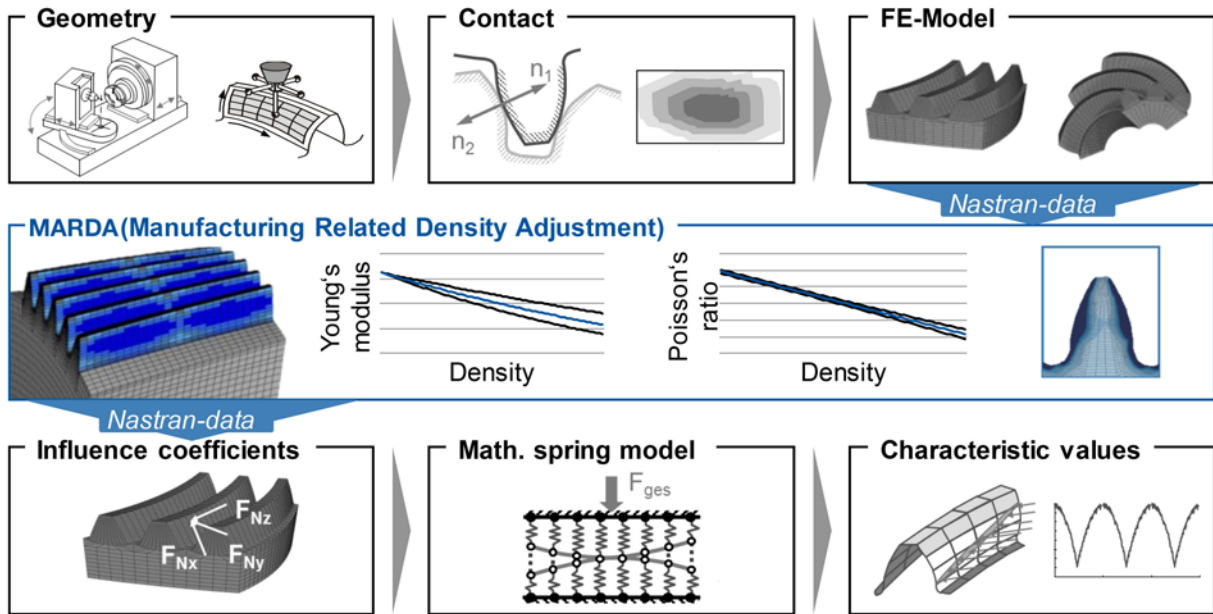 Geometry
Contact
FE-Model
n1
n2
Nastran-data
MARDA(Manufacturing Related Density Adjustment)
Young‘s
modulus
Density
Poisson‘s
ratio
Density
Nastran-data
Influence coefficients
Math. spring model
Characteristic values
FNz
FNx
FNy
Fges